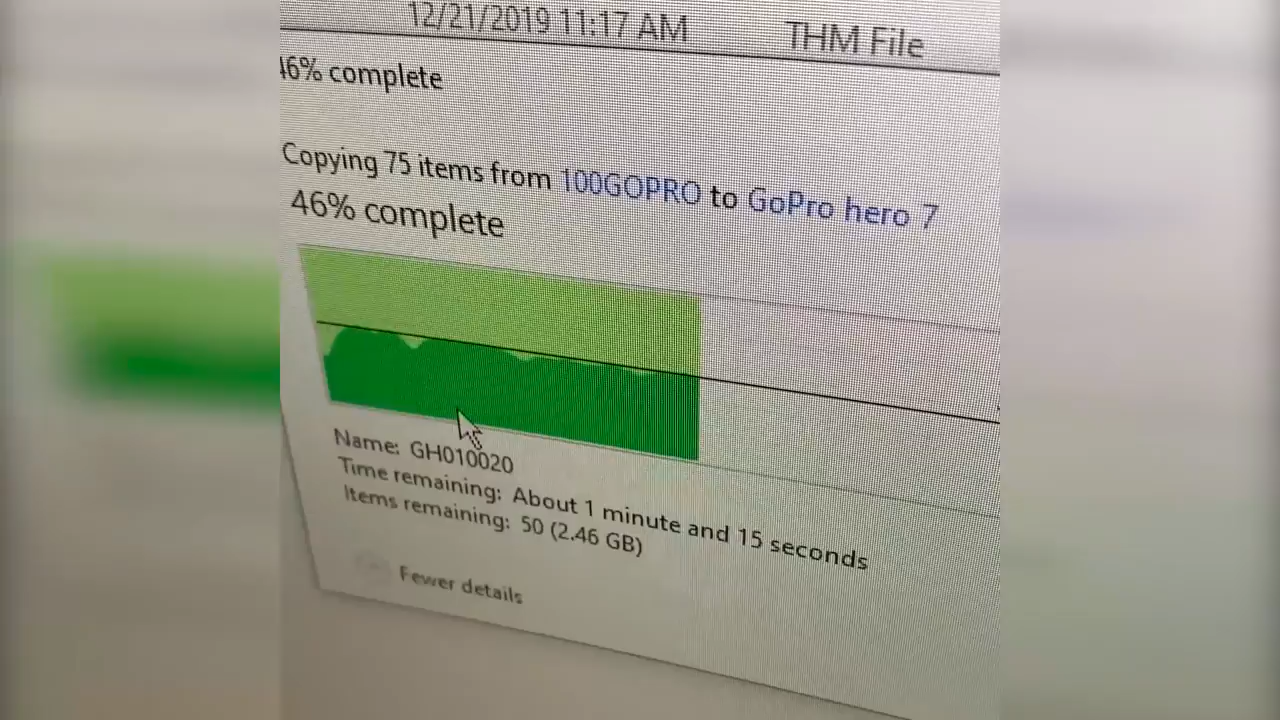 12/21/2019 11:17 AM THM File
46% complete
Copying 75 items from 100GOPRO to GoPro hero 7
46% complete
Name: GH010020
Time remaining: About 1 minute and 15 seconds
Items remaining: 50 (2.46 GB)
Fewer details